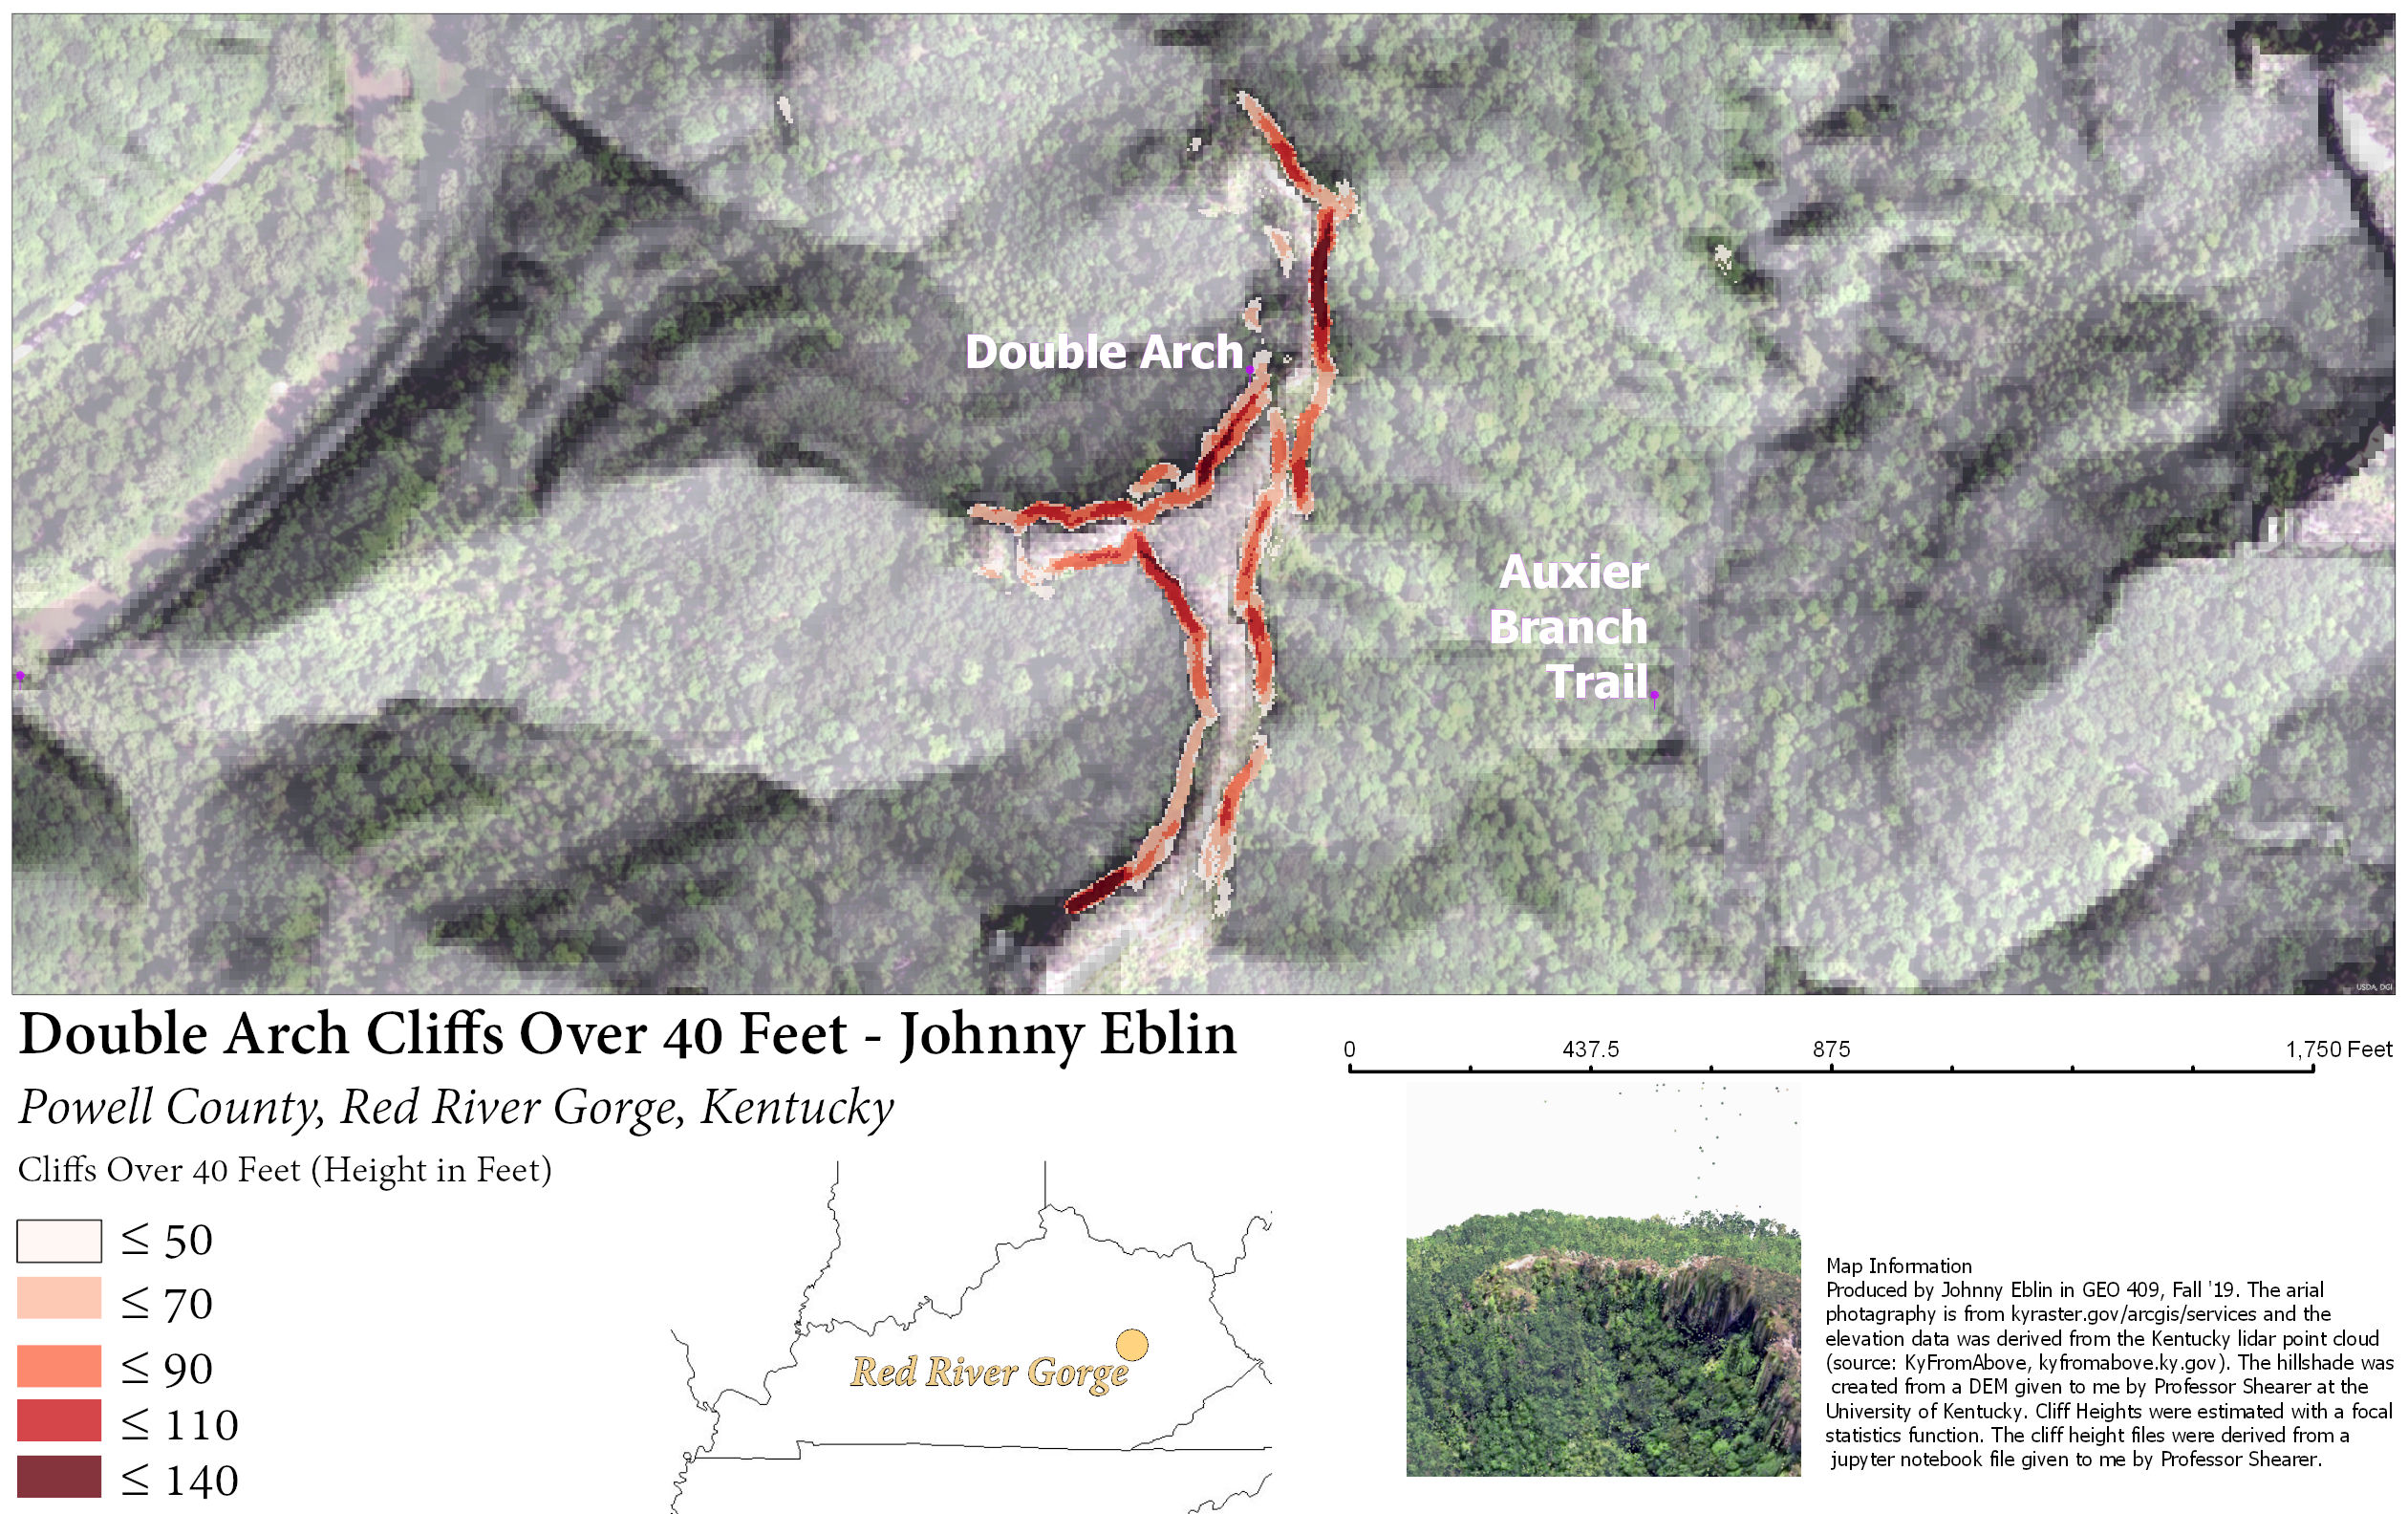 Double Arch
Auxier
Branch
Trail
USDA, DGI
Double Arch Cliffs Over 40 Feet - Johnny Eblin
Powell County, Red River Gorge, Kentucky
Cliffs Over 40 Feet (Height in Feet)
≤ 50
≤ 70
≤ 90
≤ 110
≤ 140
Red River Gorge
0 437.5 875 1,750 Feet
Map Information
Produced by Johnny Eblin in GEO 409, Fall '19. The arial
photagraphy is from kyraster.gov/arcgis/services and the
elevation data was derived from the Kentucky lidar point cloud
(source: KyFromAbove, kyfromabove.ky.gov). The hillshade was
created from a DEM given to me by Professor Shearer at the
University of Kentucky. Cliff Heights were estimated with a focal
statistics function. The cliff height files were derived from a
jupyter notebook file given to me by Professor Shearer.